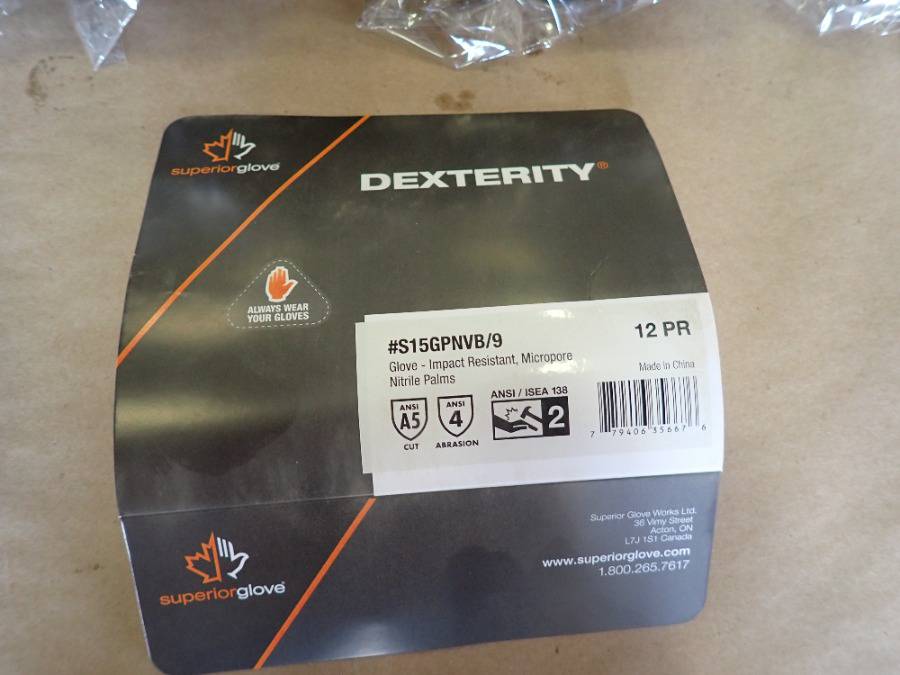 superiorglove®
DEXTERITY®
ALWAYS WEAR
YOUR GLOVES
#S15GPNVB/9
12 PR
Glove - Impact Resistant, Micropore
Nitrile Palms
Made in China
ANSI
A5
CUT
ANSI
4
ABRASION
ANSI / ISEA 138
2
7 79406 35667 6
superiorglove®
Superior Glove Works Ltd.
36 Vimy Street
Acton, ON
L7J 1S1 Canada
www.superiorglove.com
1.800.265.7617